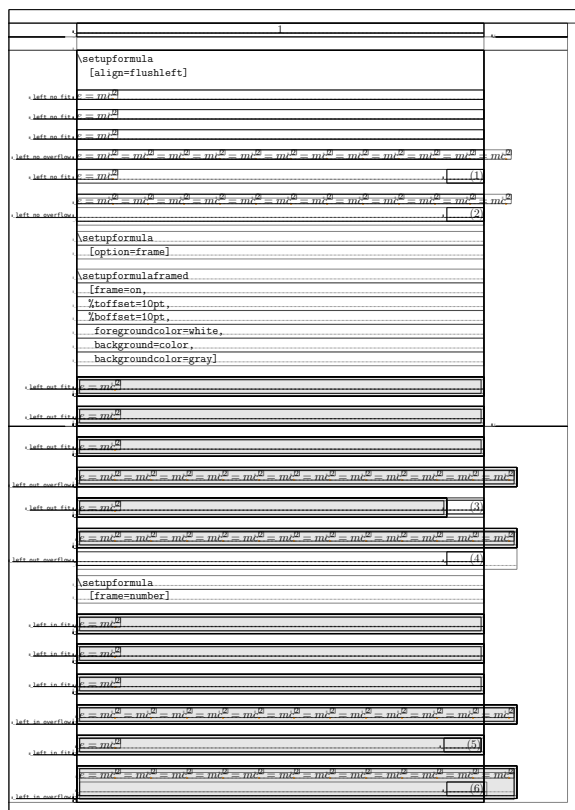 1
\setupformula
[align=flushleft]
left no fit e = mc²
left no fit e = mc²
left no fit e = mc²
left no overflow e = mc² = mc² = mc² = mc² = mc² = mc² = mc² = mc² = mc² = mc² = mc² = mc²
left no fit e = mc² (1)
e = mc² = mc² = mc² = mc² = mc² = mc² = mc² = mc² = mc² = mc² = mc² = mc²
left no overflow (2)
\setupformula
[option=frame]
\setupformulaframed
[frame=on,
%toffset=10pt,
%boffset=10pt,
foregroundcolor=white,
background=color,
backgroundcolor=gray]
left out fit e = mc²
left out fit e = mc²
left out fit e = mc²
e = mc² = mc² = mc² = mc² = mc² = mc² = mc² = mc² = mc² = mc² = mc² = mc²
left out overflow
left out fit e = mc² (3)
e = mc² = mc² = mc² = mc² = mc² = mc² = mc² = mc² = mc² = mc² = mc² = mc²
left out overflow (4)
\setupformula
[frame=number]
left in fit e = mc²
left in fit e = mc²
left in fit e = mc²
e = mc² = mc² = mc² = mc² = mc² = mc² = mc² = mc² = mc² = mc² = mc² = mc²
left in overflow
left in fit e = mc² (5)
e = mc² = mc² = mc² = mc² = mc² = mc² = mc² = mc² = mc² = mc² = mc² = mc²
left in overflow (6)